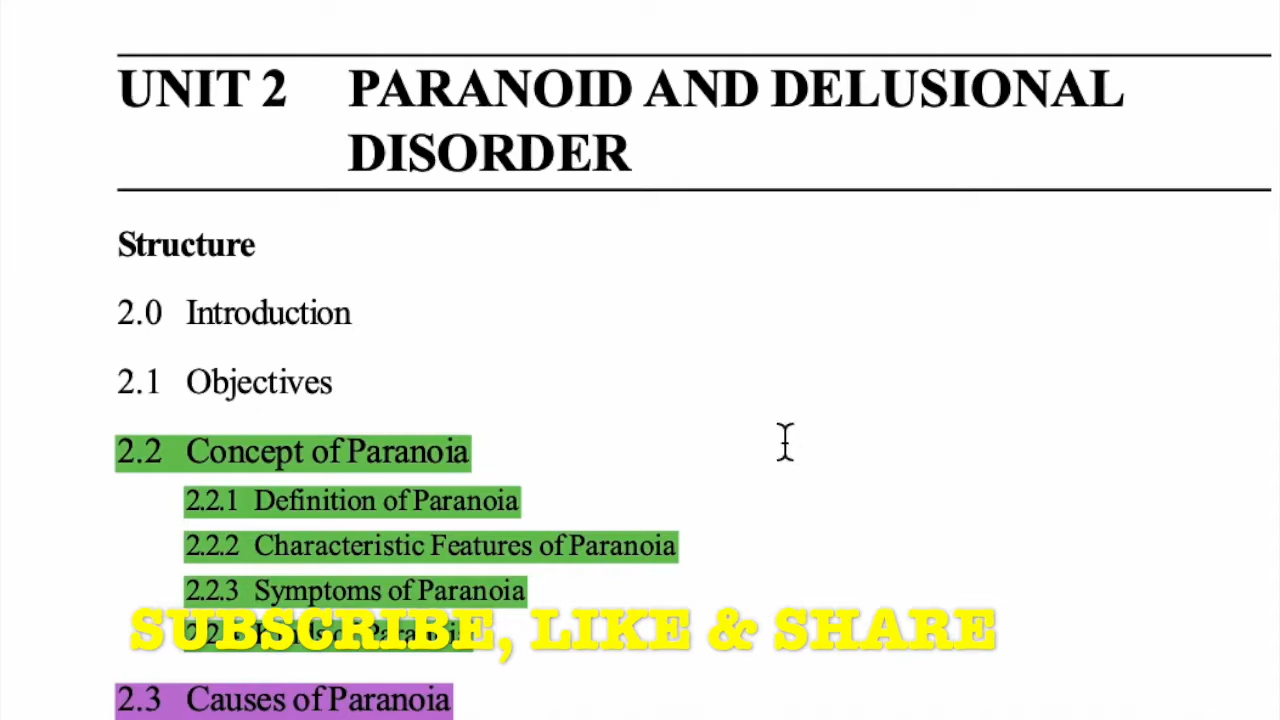 UNIT 2 PARANOID AND DELUSIONAL
DISORDER
Structure
2.0 Introduction
2.1 Objectives
2.2 Concept of Paranoia
2.2.1 Definition of Paranoia
2.2.2 Characteristic Features of Paranoia
2.2.3 Symptoms of Paranoia
SUBSCRIBE, LIKE & SHARE
2.3 Causes of Paranoia